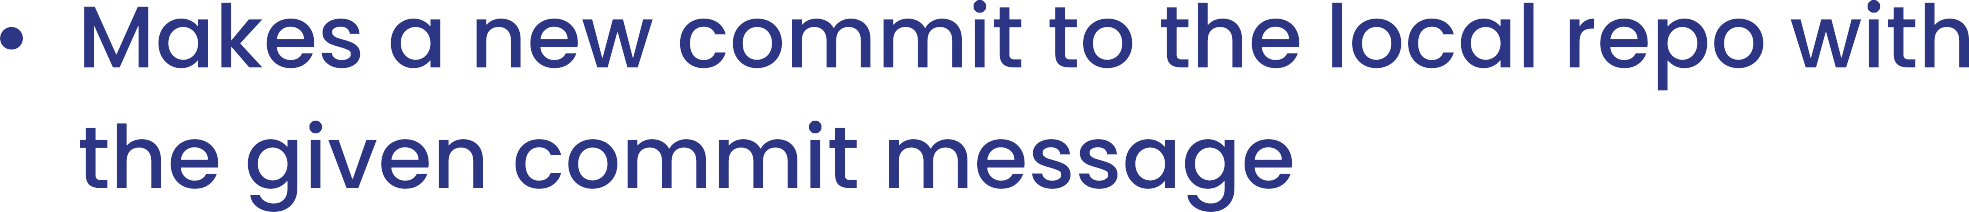 • Makes a new commit to the local repo with
the given commit message